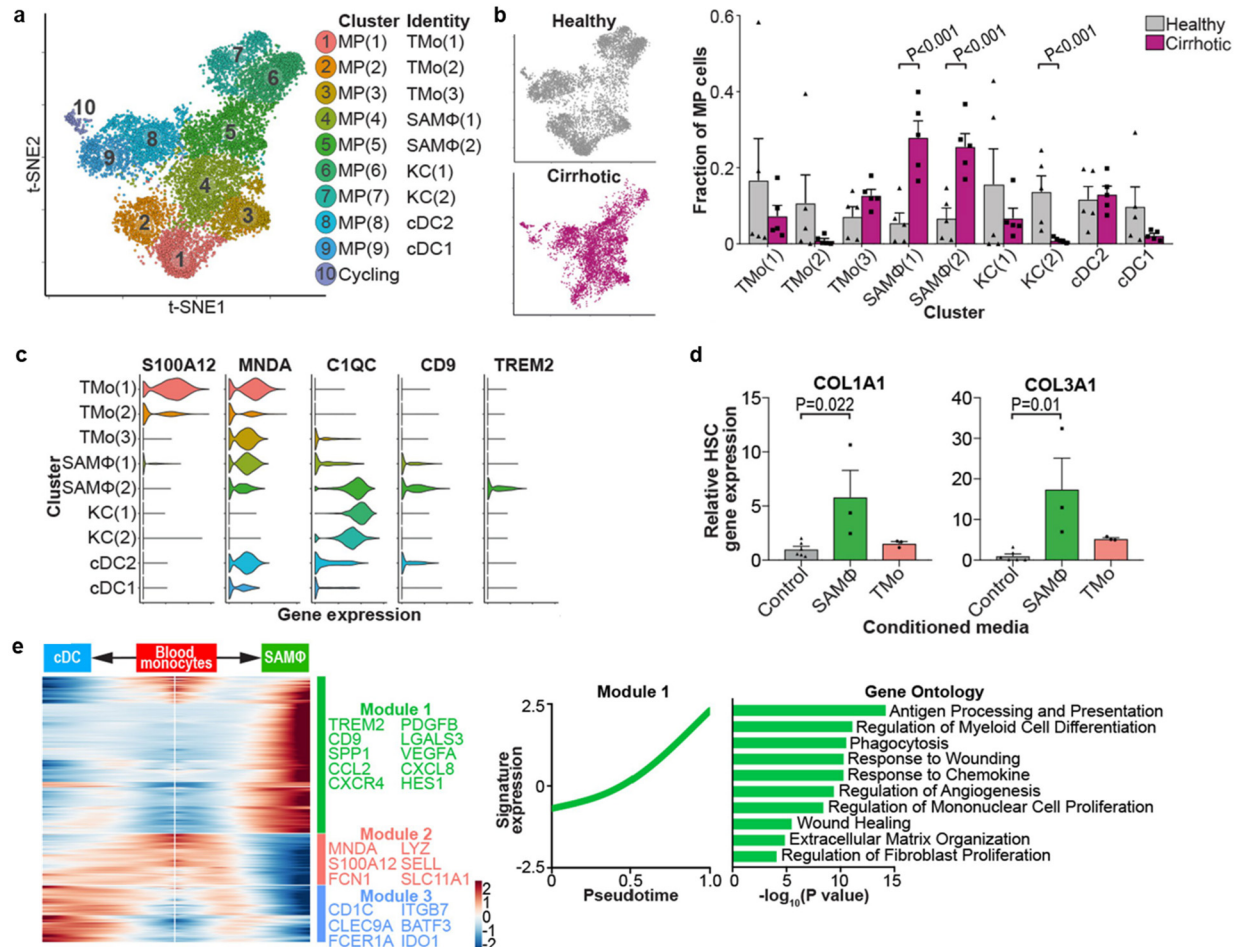 a
t-SNE2
t-SNE1
1
2
3
4
5
6
7
8
9
10
Cluster Identity
1 MP(1) TMo(1)
2 MP(2) TMo(2)
3 MP(3) TMo(3)
4 MP(4) SAMΦ(1)
5 MP(5) SAMΦ(2)
6 MP(6) KC(1)
7 MP(7) KC(2)
8 MP(8) cDC2
9 MP(9) cDC1
10 Cycling
b
Healthy
Cirrhotic
Fraction of MP cells
0.6
0.4
0.2
0
P<0.001
P<0.001
P<0.001
Healthy
Cirrhotic
TMo(1)
TMo(2)
TMo(3)
SAMΦ(1)
SAMΦ(2)
KC(1)
KC(2)
cDC2
cDC1
Cluster
c
S100A12 MNDA C1QC CD9 TREM2
Cluster
TMo(1)
TMo(2)
TMo(3)
SAMΦ(1)
SAMΦ(2)
KC(1)
KC(2)
cDC2
cDC1
Gene expression
d
Relative HSC
gene expression
COL1A1
P=0.022
15
10
5
0
Control
SAMΦ
TMo
COL3A1
P=0.01
40
30
20
10
0
Control
SAMΦ
TMo
Conditioned media
e
cDC
Blood
monocytes
SAMΦ
Module 1
TREM2 PDGFB
CD9 LGALS3
SPP1 VEGFA
CCL2 CXCL8
CXCR4 HES1
Module 2
MNDA LYZ
S100A12 SELL
FCN1 SLC11A1
Module 3
CD1C ITGB7
CLEC9A BATF3
FCER1A IDO1
2
1
0
-1
-2
Module 1
Signature
expression
2.5
0
-2.5
0 0.5 1.0
Pseudotime
Gene Ontology
Antigen Processing and Presentation
Regulation of Myeloid Cell Differentiation
Phagocytosis
Response to Wounding
Response to Chemokine
Regulation of Angiogenesis
Regulation of Mononuclear Cell Proliferation
Wound Healing
Extracellular Matrix Organization
Regulation of Fibroblast Proliferation
0 5 10 15
-log10(P value)